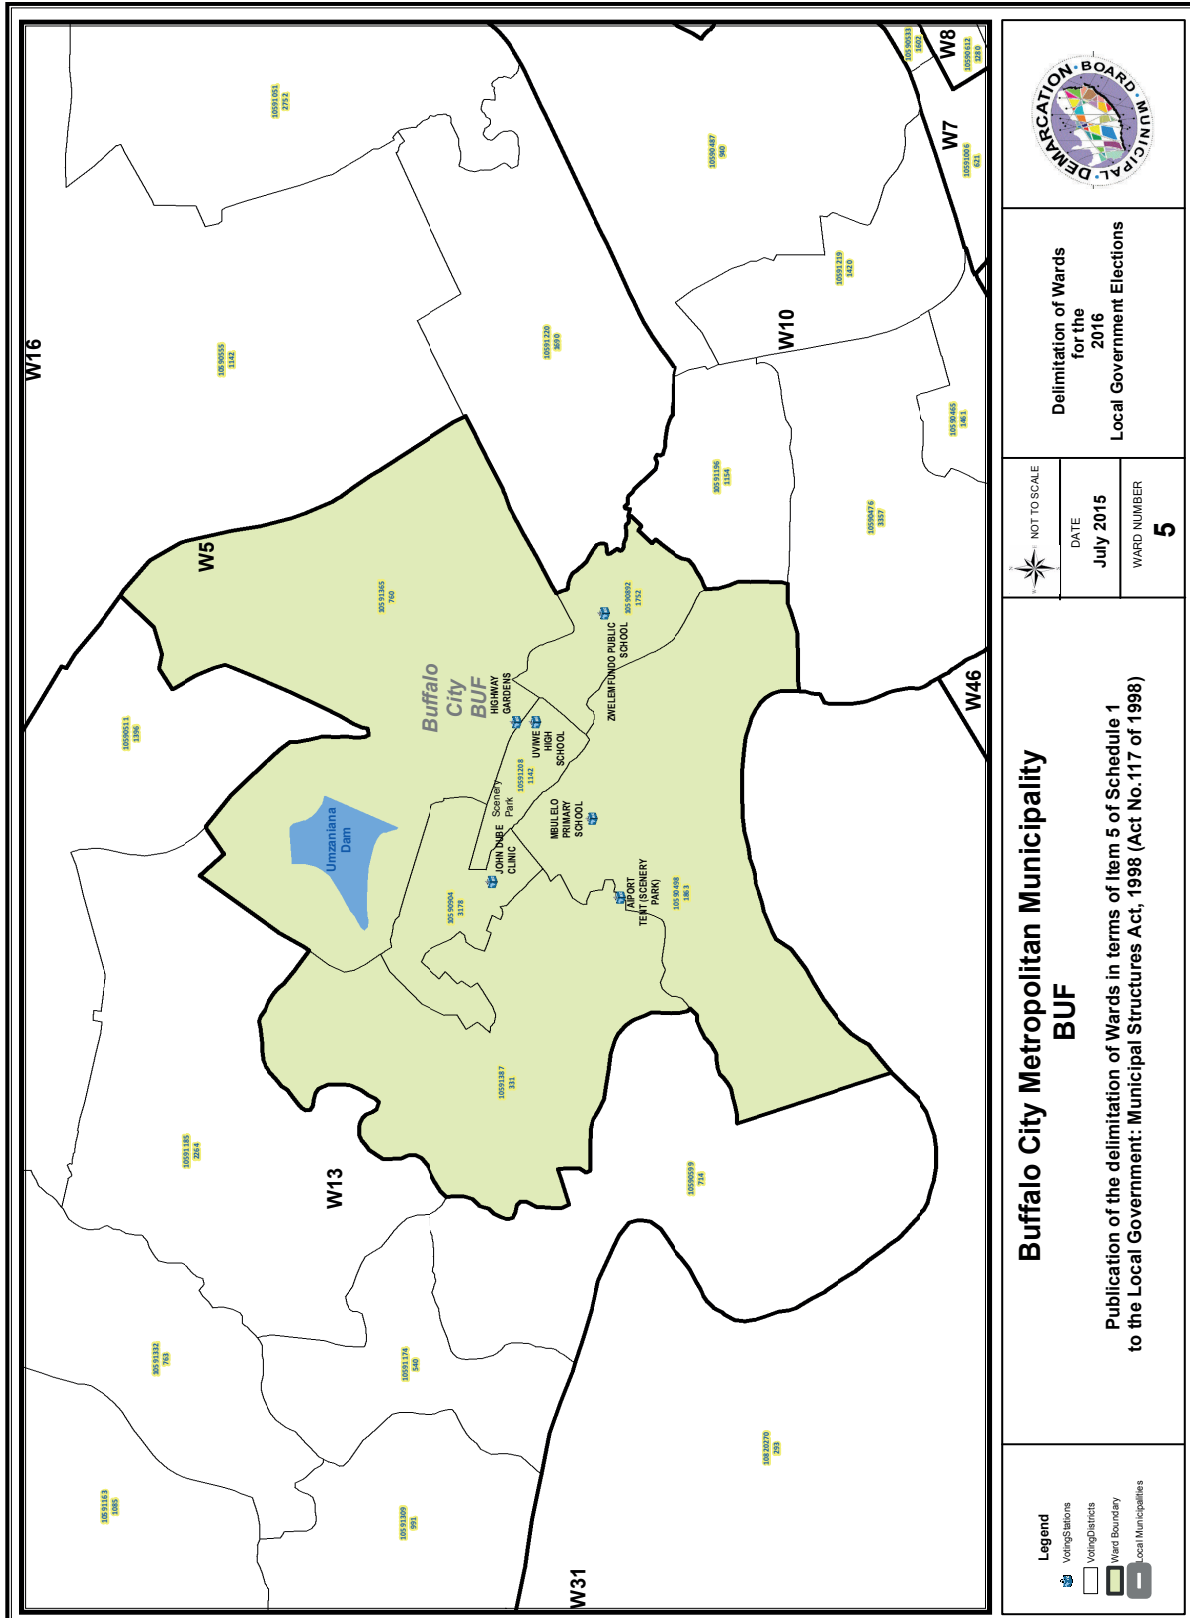 Buffalo City Metropolitan Municipality
BUF
Publication of the delimitation of Wards in terms of Item 5 of Schedule 1
to the Local Government: Municipal Structures Act, 1998 (Act No.117 of 1998)
Legend
VotingStations
VotingDistricts
Ward Boundary
Local Municipalities
NOT TO SCALE
DATE
July 2015
WARD NUMBER
5
Delimitation of Wards
for the
2016
Local Government Elections
MUNICIPAL • DEMARCATION • BOARD •
W16
W5
W13
W31
W10
W46
W7
W8
Buffalo
City
BUF
Umzaniana
Dam
HIGHWAY
GARDENS
UVIWE
HIGH
SCHOOL
Scenery
Park
JOHN DUBE
CLINIC
MBULELO
PRIMARY
SCHOOL
AIPORT
TENT (SCENERY
PARK)
ZWELEMFUNDO PUBLIC
SCHOOL
10591163
1085
10591332
763
10591309
991
10591174
540
10591185
2264
10590511
1396
10590555
1142
10591051
2752
10591220
1690
10591365
760
10591387
331
10590904
3178
10591208
1142
10590892
1752
10590498
1863
10590599
714
10820270
293
10591196
1154
10590476
3357
10590465
1461
10591219
1420
10590487
940
10591006
621
10590533
1602
10590612
1280